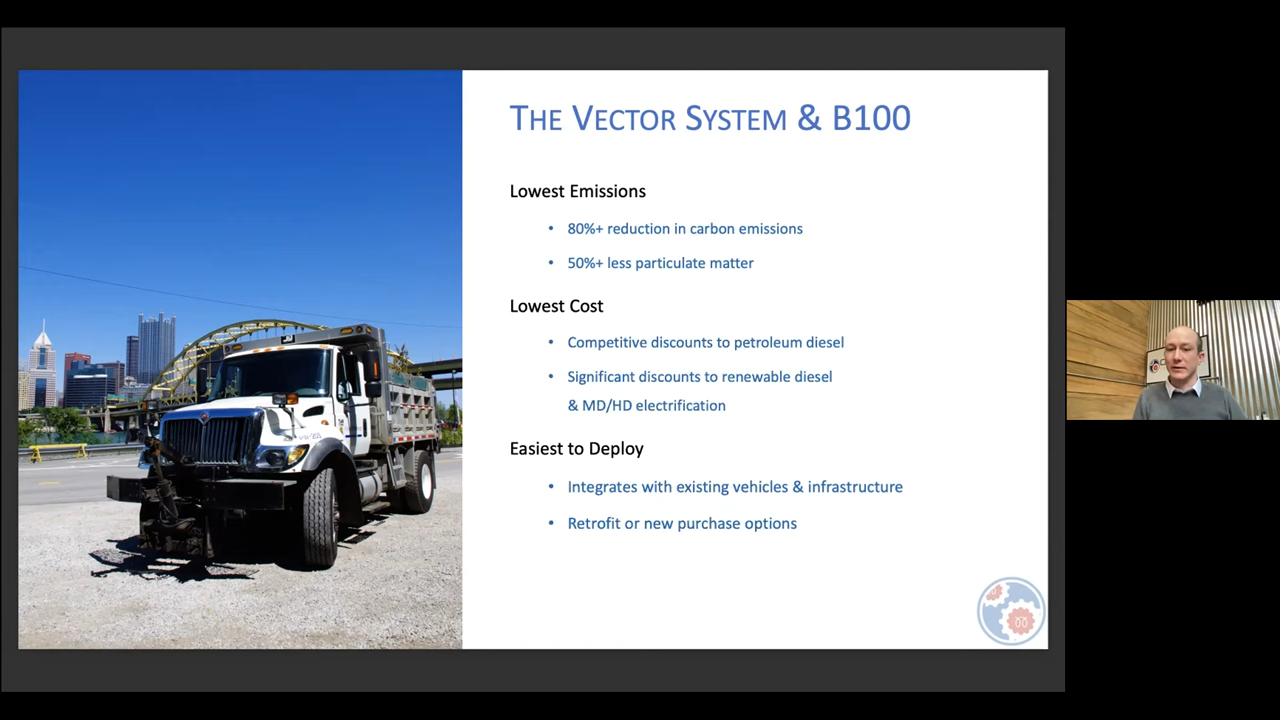 THE VECTOR SYSTEM & B100
Lowest Emissions
• 80%+ reduction in carbon emissions
• 50%+ less particulate matter
Lowest Cost
• Competitive discounts to petroleum diesel
• Significant discounts to renewable diesel
& MD/HD electrification
Easiest to Deploy
• Integrates with existing vehicles & infrastructure
• Retrofit or new purchase options